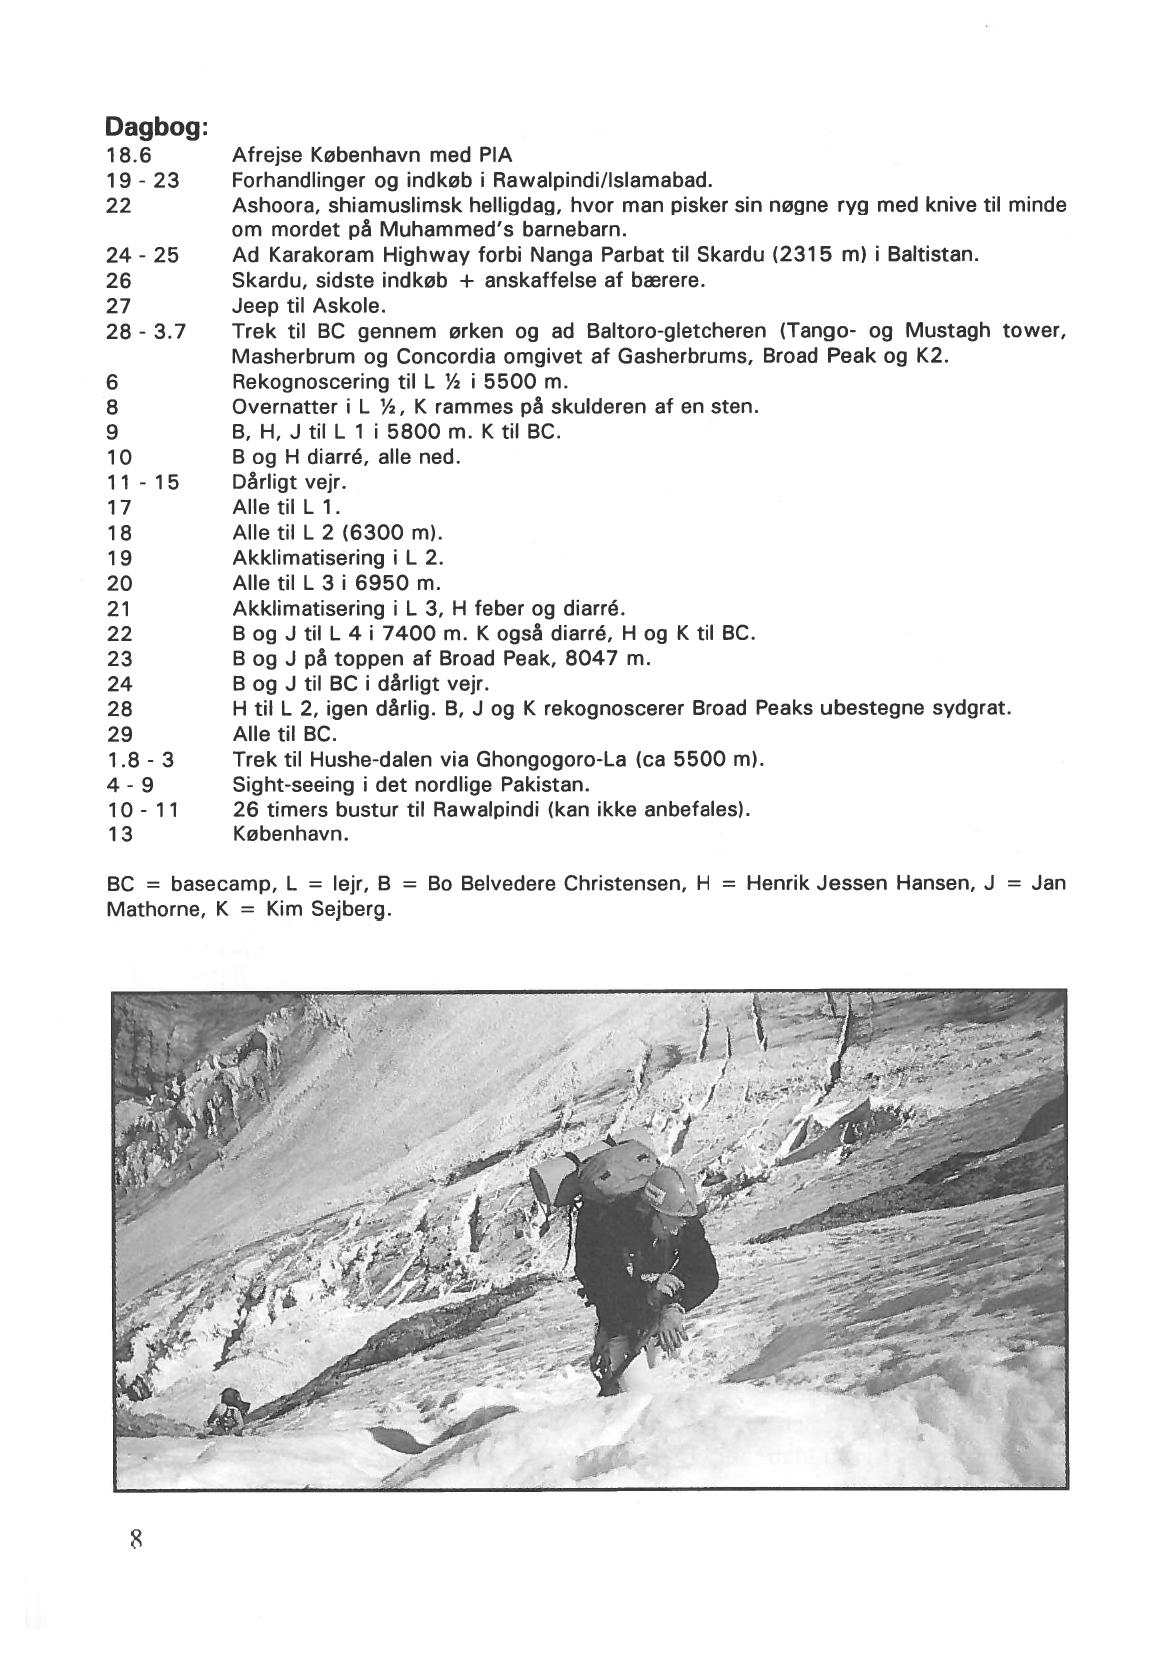 Dagbog:
18.6 Afrejse København med PIA
19 - 23 Forhandlinger og indkøb i Rawalpindi/Islamabad.
22 Ashoora, shiamuslimsk helligdag, hvor man pisker sin nøgne ryg med knive til minde
om mordet på Muhammed's barnebarn.
24 - 25 Ad Karakoram Highway forbi Nanga Parbat til Skardu (2315 m) i Baltistan.
26 Skardu, sidste indkøb + anskaffelse af bærere.
27 Jeep til Askole.
28 - 3.7 Trek til BC gennem ørken og ad Baltoro-gletcheren (Tango- og Mustagh tower,
Masherbrum og Concordia omgivet af Gasherbrums, Broad Peak og K2.
6 Rekognoscering til L ½ i 5500 m.
8 Overnatter i L ½, K rammes på skulderen af en sten.
9 B, H, J til L 1 i 5800 m. K til BC.
10 B og H diarré, alle ned.
11 - 15 Dårligt vejr.
17 Alle til L 1.
18 Alle til L 2 (6300 m).
19 Akklimatisering i L 2.
20 Alle til L 3 i 6950 m.
21 Akklimatisering i L 3, H feber og diarré.
22 B og J til L 4 i 7400 m. K også diarré, H og K til BC.
23 B og J på toppen af Broad Peak, 8047 m.
24 B og J til BC i dårligt vejr.
28 H til L 2, igen dårlig. B, J og K rekognoscerer Broad Peaks ubestegne sydgrat.
29 Alle til BC.
1.8 - 3 Trek til Hushe-dalen via Ghongogoro-La (ca 5500 m).
4 - 9 Sight-seeing i det nordlige Pakistan.
10 - 11 26 timers bustur til Rawalpindi (kan ikke anbefales).
13 København.
BC = basecamp, L = lejr, B = Bo Belvedere Christensen, H = Henrik Jessen Hansen, J = Jan
Mathorne, K = Kim Sejberg.
8